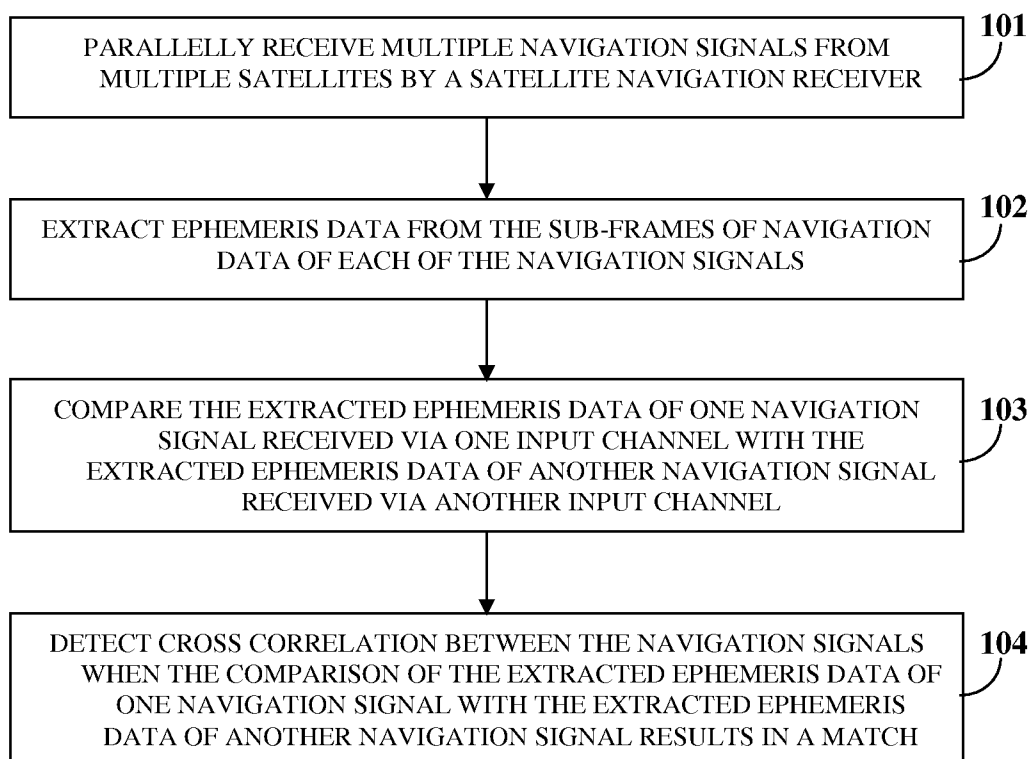 PARALLELY RECEIVE MULTIPLE NAVIGATION SIGNALS FROM
MULTIPLE SATELLITES BY A SATELLITE NAVIGATION RECEIVER
101
EXTRACT EPHEMERIS DATA FROM THE SUB-FRAMES OF NAVIGATION
DATA OF EACH OF THE NAVIGATION SIGNALS
102
COMPARE THE EXTRACTED EPHEMERIS DATA OF ONE NAVIGATION
SIGNAL RECEIVED VIA ONE INPUT CHANNEL WITH THE
EXTRACTED EPHEMERIS DATA OF ANOTHER NAVIGATION SIGNAL
RECEIVED VIA ANOTHER INPUT CHANNEL
103
DETECT CROSS CORRELATION BETWEEN THE NAVIGATION SIGNALS
WHEN THE COMPARISON OF THE EXTRACTED EPHEMERIS DATA OF
ONE NAVIGATION SIGNAL WITH THE EXTRACTED EPHEMERIS
DATA OF ANOTHER NAVIGATION SIGNAL RESULTS IN A MATCH
104